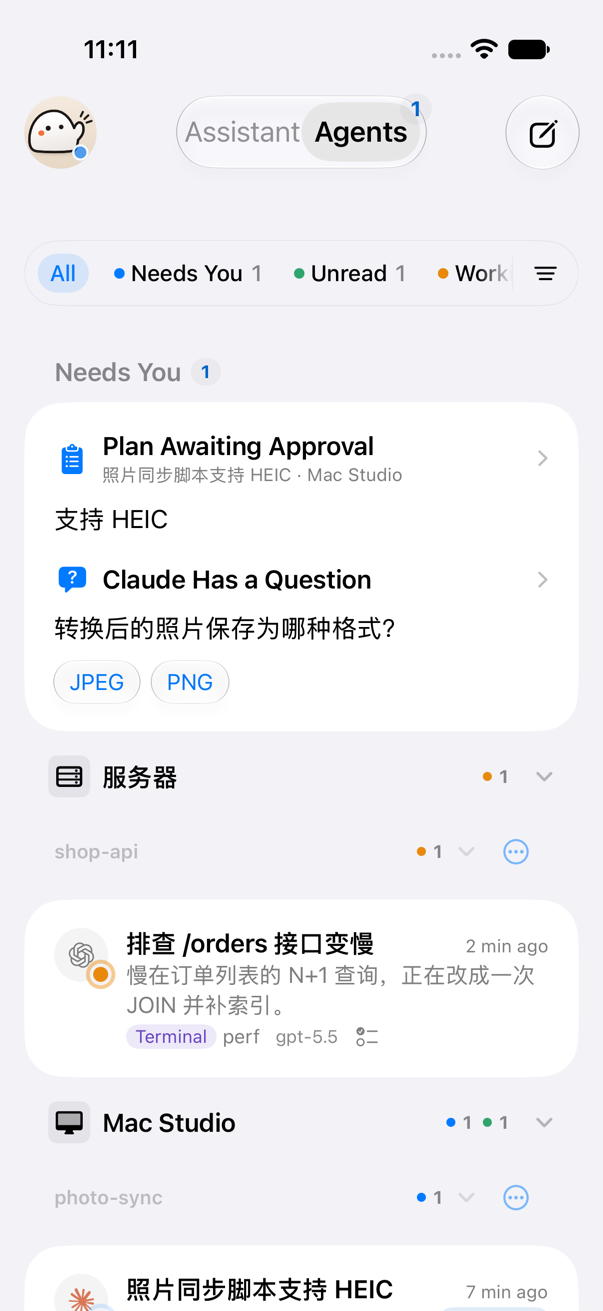 11:11
Assistant Agents 1
All Needs You 1 Unread 1 Work
Needs You 1
Plan Awaiting Approval
照片同步脚本支持 HEIC · Mac Studio
支持 HEIC
Claude Has a Question
转换后的照片保存为哪种格式?
JPEG PNG
服务器 1
shop-api 1
排查 /orders 接口变慢 2 min ago
慢在订单列表的 N+1 查询，正在改成一次
JOIN 并补索引。
Terminal perf gpt-5.5
Mac Studio 1 1
photo-sync 1
照片同步脚本支持 HEIC 7 min ago